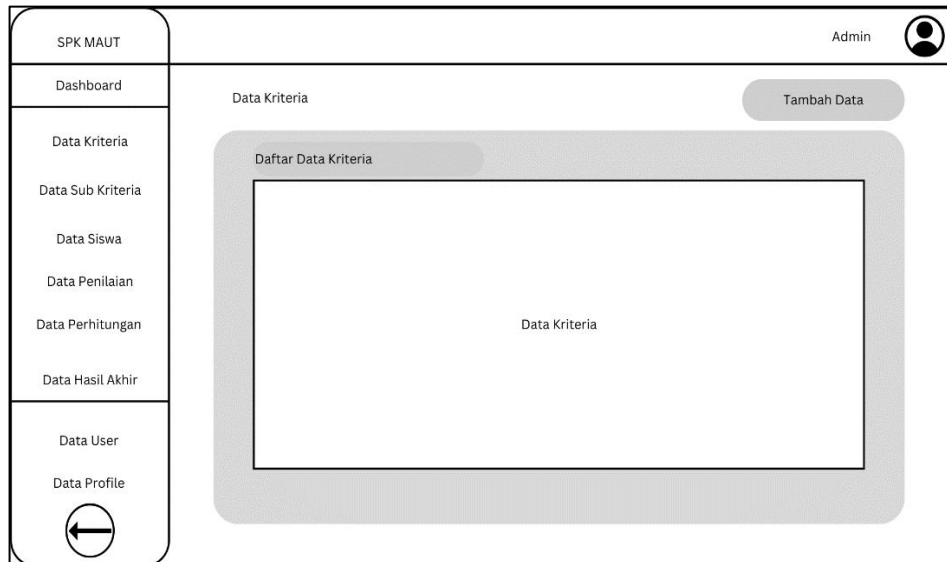 SPK MAUT
Admin
Dashboard
Data Kriteria
Tambah Data
Data Kriteria
Daftar Data Kriteria
Data Sub Kriteria
Data Siswa
Data Penilaian
Data Perhitungan
Data Kriteria
Data Hasil Akhir
Data User
Data Profile